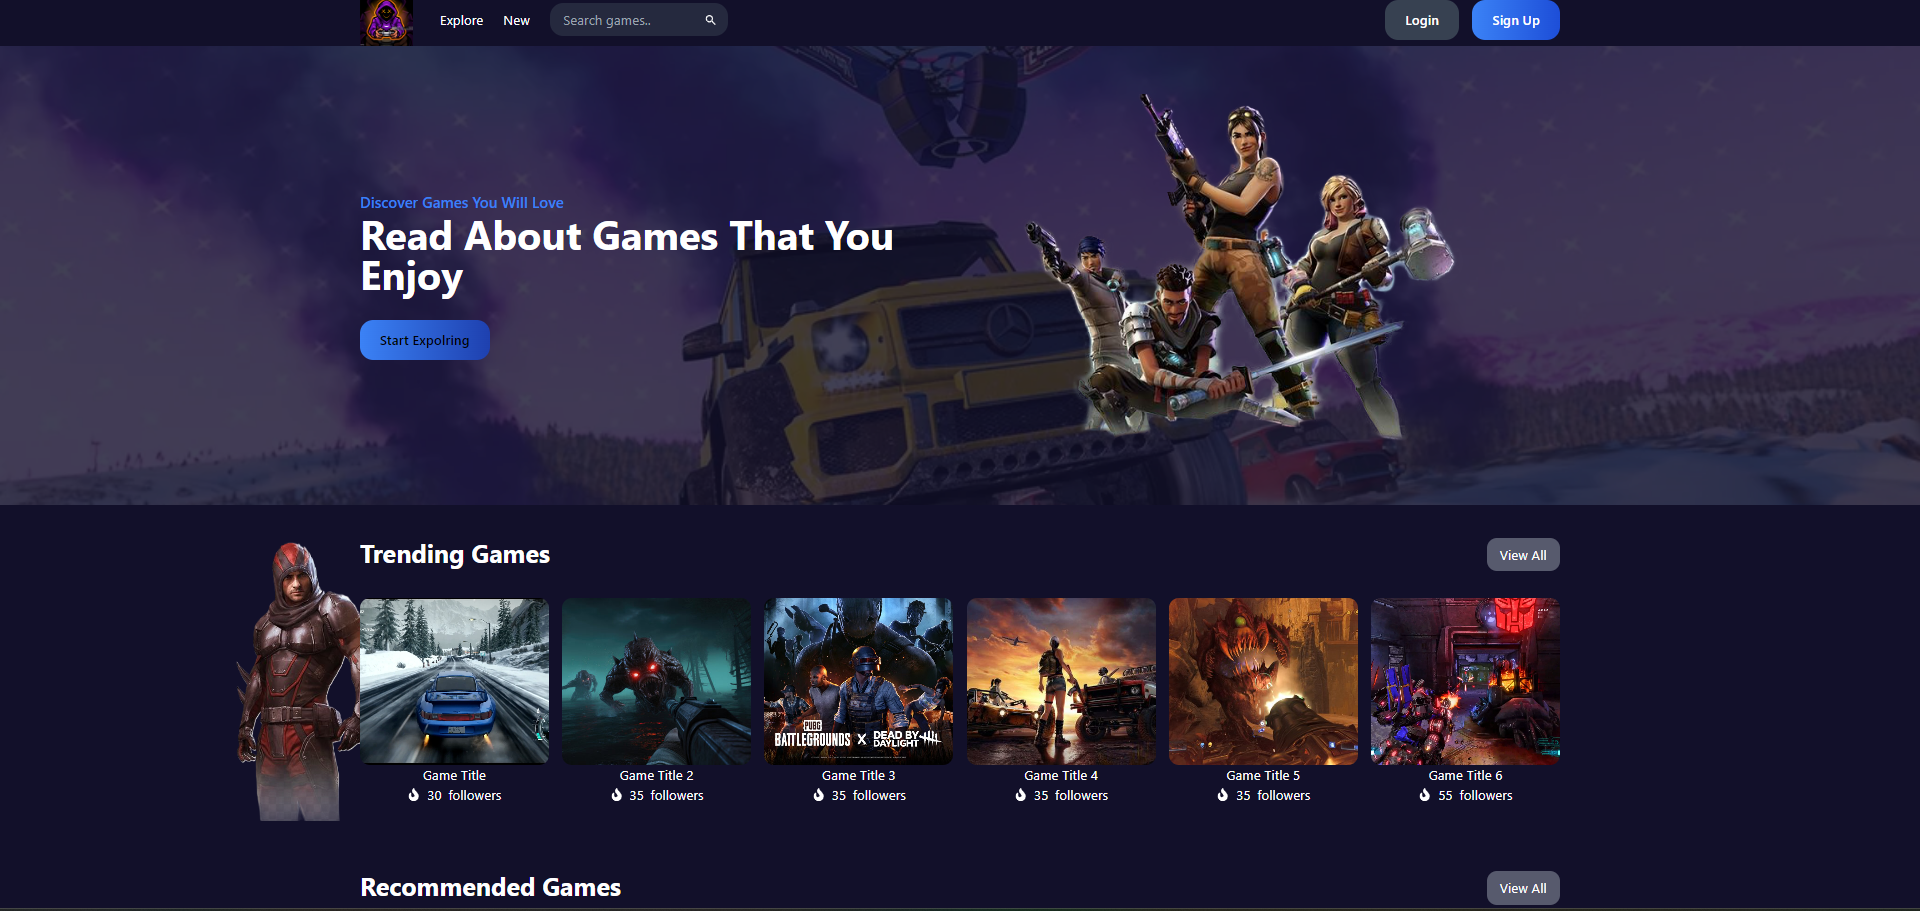 Explore New Search games.. Login Sign Up
Discover Games You Will Love
Read About Games That You
Enjoy
Start Expolring
Trending Games View All
PUBG
BATTLEGROUNDS X DEAD BY
DAYLIGHT
Game Title Game Title 2 Game Title 3 Game Title 4 Game Title 5 Game Title 6
30 followers 35 followers 35 followers 35 followers 35 followers 55 followers
Recommended Games View All